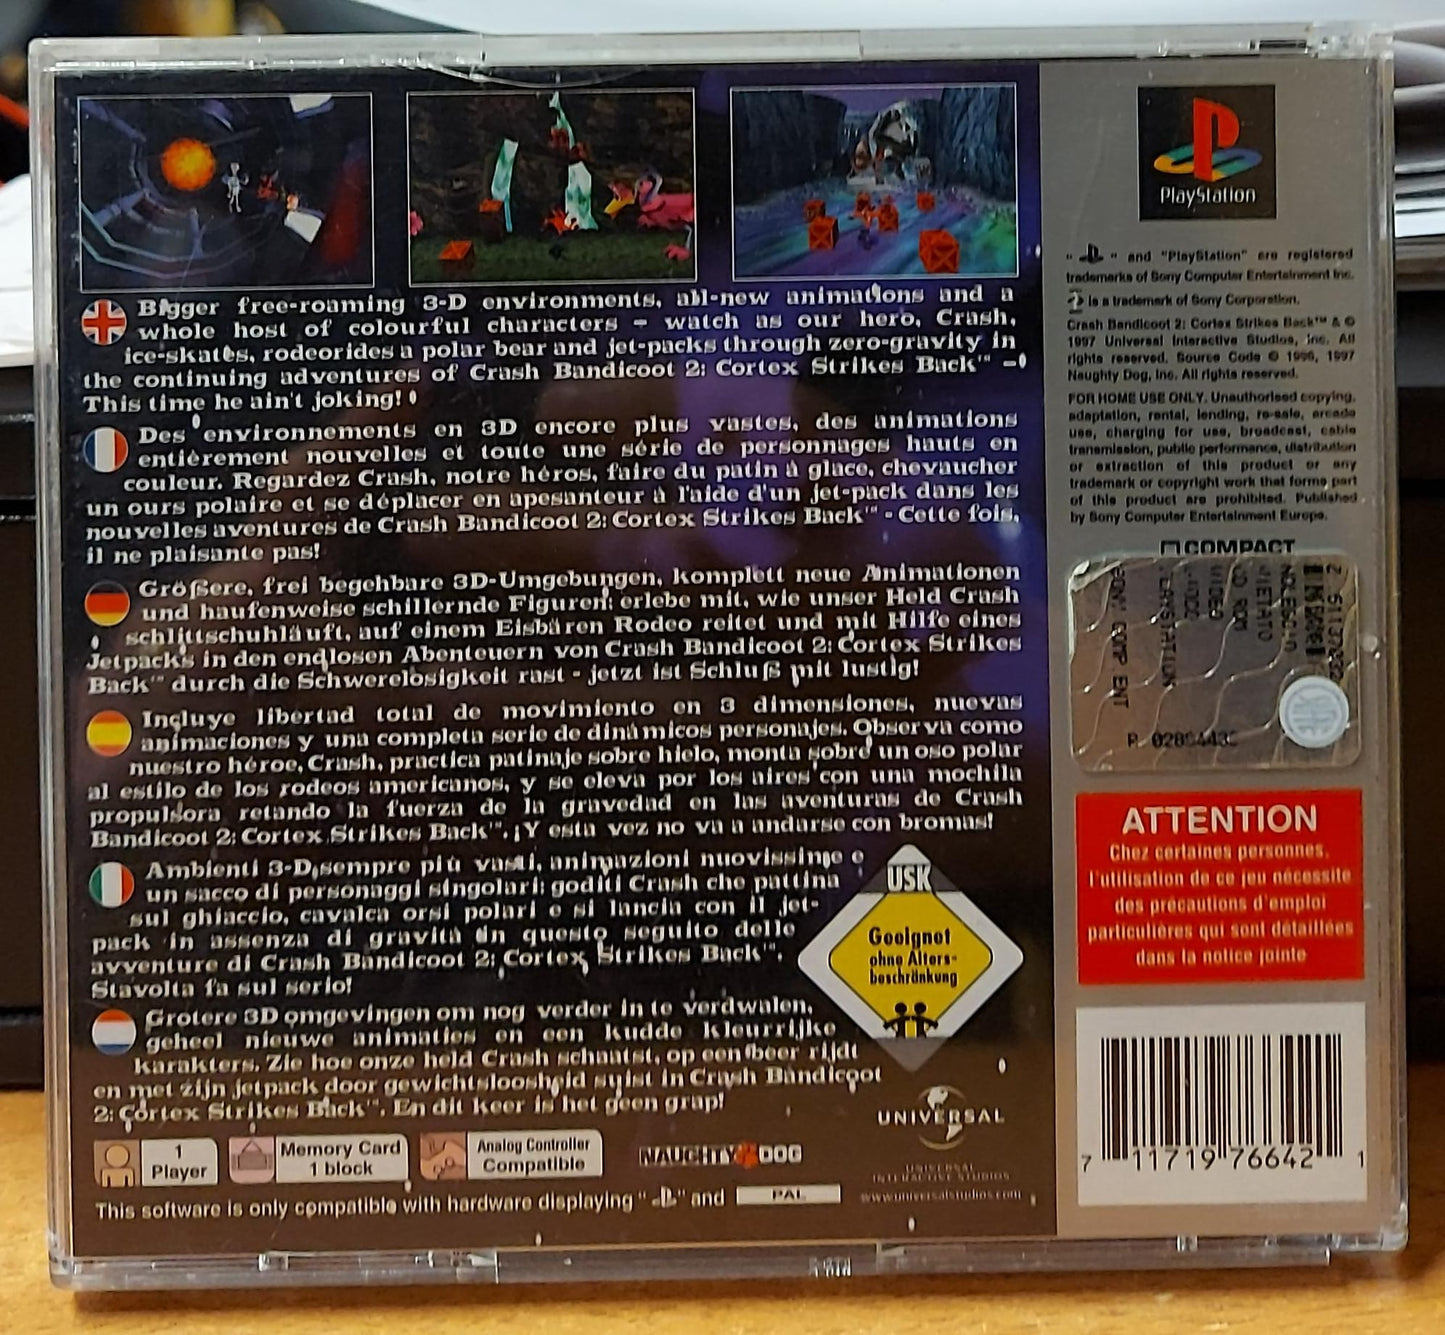 Bigger free-roaming 3-D environments, all-new animations and a
whole host of colourful characters – watch as our hero, Crash,
ice-skates, rodeorides a polar bear and jet-packs through zero-gravity in
the continuing adventures of Crash Bandicoot 2: Cortex Strikes Back™ –
This time he ain't joking!
Des environnements en 3D encore plus vastes, des animations
entièrement nouvelles et toute une série de personnages hauts en
couleur. Regardez Crash, notre héros, faire du patin à glace, chevaucher
un ours polaire et se déplacer en apesanteur à l'aide d'un jet-pack dans les
nouvelles aventures de Crash Bandicoot 2: Cortex Strikes Back™ - Cette fois,
il ne plaisante pas!
Größere, frei begehbare 3D-Umgebungen, komplett neue Animationen
und haufenweise schillernde Figuren: erlebe mit, wie unser Held Crash
schlittschuhläuft, auf einem Eisbären Rodeo reitet und mit Hilfe eines
Jetpacks in den endlosen Abenteuern von Crash Bandicoot 2: Cortex Strikes
Back™ durch die Schwerelosigkeit rast - jetzt ist Schluß mit lustig!
Incluye libertad total de movimiento en 3 dimensiones, nuevas
animaciones y una completa serie de dinámicos personajes. Observa como
nuestro héroe, Crash, practica patinaje sobre hielo, monta sobre un oso polar
al estilo de los rodeos americanos, y se eleva por los aires con una mochila
propulsora retando la fuerza de la gravedad en las aventuras de Crash
Bandicoot 2: Cortex Strikes Back™. ¡Y esta vez no va a andarse con bromas!
Ambienti 3-D sempre più vasti, animazioni nuovissime e
un sacco di personaggi singolari: goditi Crash che pattina
sul ghiaccio, cavalca orsi polari e si lancia con il jet-
pack in assenza di gravità in questo seguito delle
avventure di Crash Bandicoot 2: Cortex Strikes Back™.
Stavolta fa sul serio!
Grotere 3D omgevingen om nog verder in te verdwalen,
geheel nieuwe animaties en een kudde kleurrijke
karakters. Zie hoe onze held Crash schaatst, op een beer rijdt
en met zijn jetpack door gewichtsloosheid suist in Crash Bandicoot
2: Cortex Strikes Back™. En dit keer is het geen grap!
USK
Geeignet
ohne Alters-
beschränkung
1
Player
Memory Card
1 block
Analog Controller
Compatible
NAUGHTY DOG
UNIVERSAL
UNIVERSAL
INTERACTIVE STUDIOS
www.universalstudios.com
This software is only compatible with hardware displaying " " and PAL
PlayStation
" " and "PlayStation" are registered
trademarks of Sony Computer Entertainment Inc.
is a trademark of Sony Corporation.
Crash Bandicoot 2: Cortex Strikes Back™ & ©
1997 Universal Interactive Studios, Inc. All
rights reserved. Source Code © 1996, 1997
Naughty Dog, Inc. All rights reserved.
FOR HOME USE ONLY. Unauthorised copying,
adaptation, rental, lending, re-sale, arcade
use, charging for use, broadcast, cable
transmission, public performance, distribution
or extraction of this product or any
trademark or copyright work that forms part
of this product are prohibited. Published
by Sony Computer Entertainment Europe.
COMPACT
SONY COMP ENT
PLAYSTATION
VIDEO
CD ROM
VIETATO
NOLEGGIO
ATTENTION
Chez certaines personnes,
l'utilisation de ce jeu nécessite
des précautions d'emploi
particulières qui sont détaillées
dans la notice jointe
7 11719 76642 1